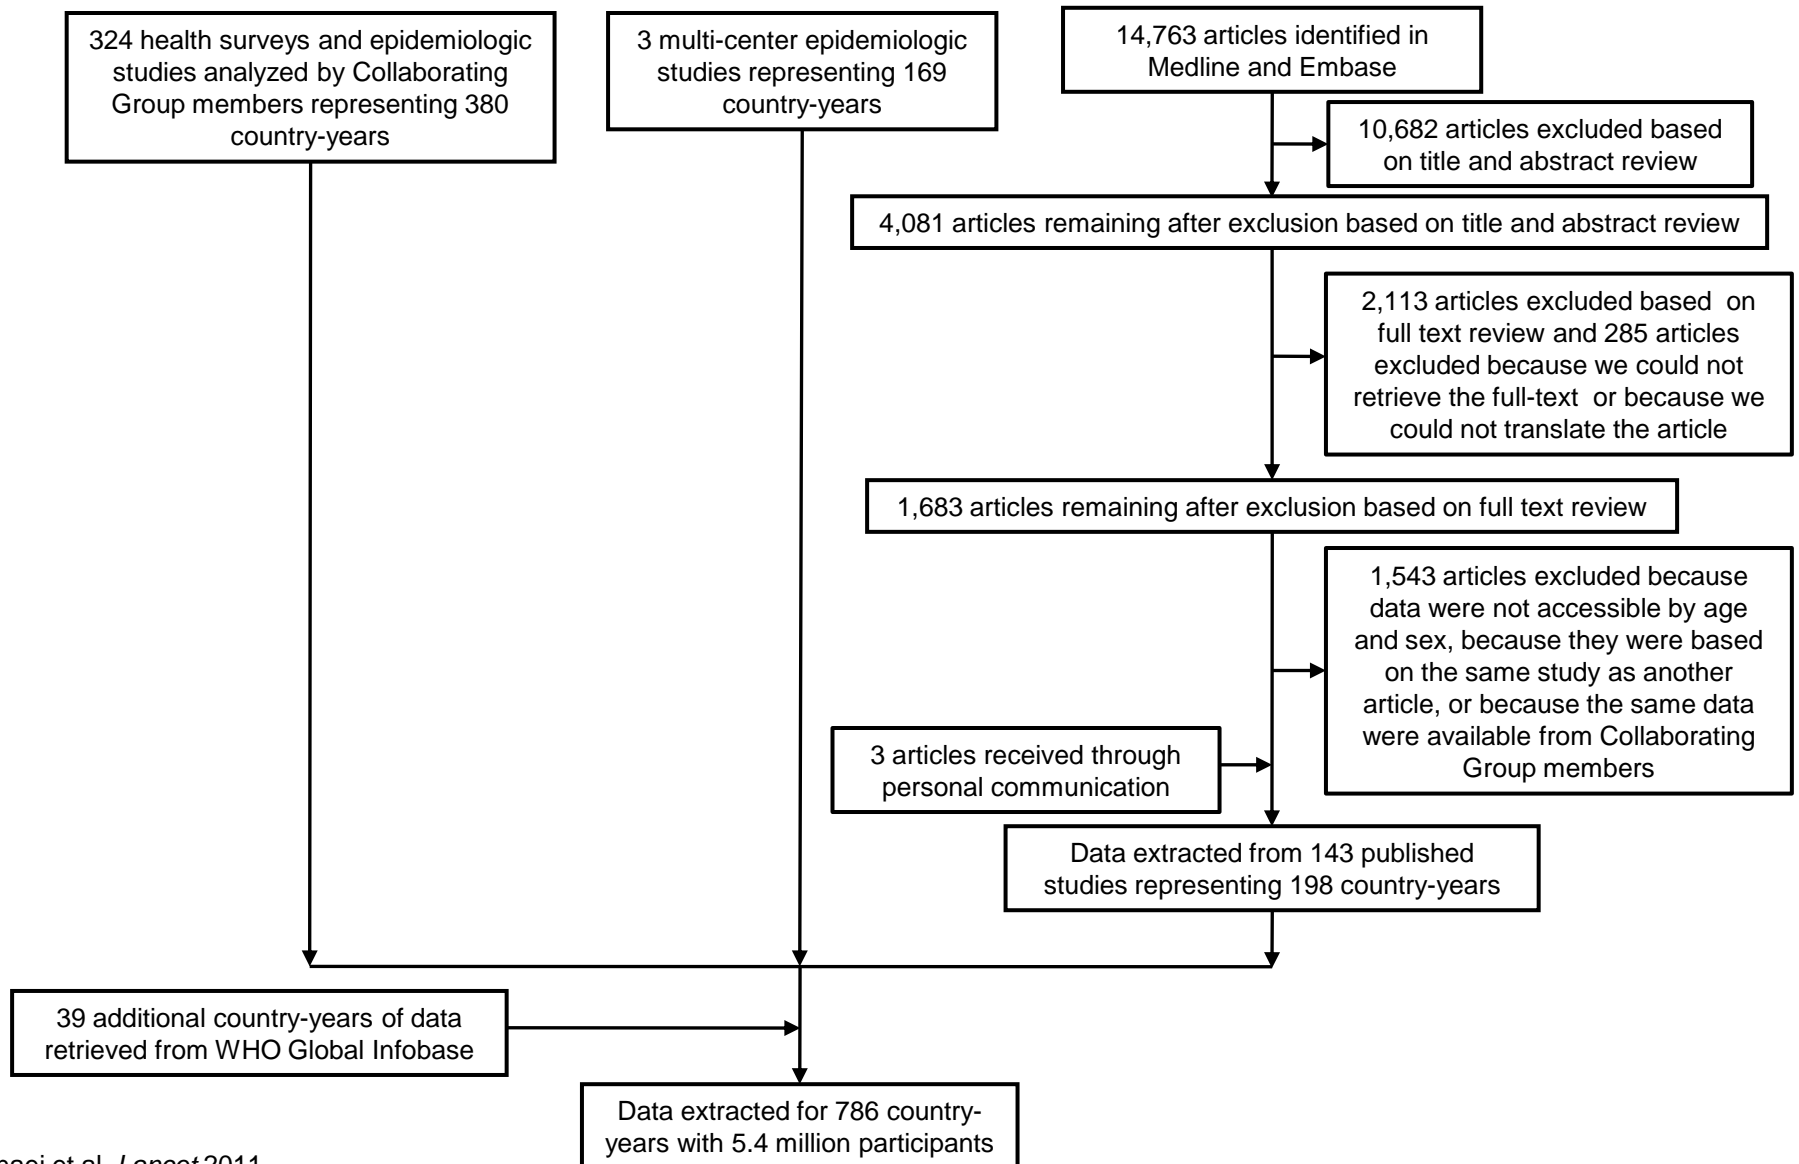 324 health surveys and epidemiologic
studies analyzed by Collaborating
Group members representing 380
country-years
3 multi-center epidemiologic
studies representing 169
country-years
14,763 articles identified in
Medline and Embase
10,682 articles excluded based
on title and abstract review
4,081 articles remaining after exclusion based on title and abstract review
2,113 articles excluded based on
full text review and 285 articles
excluded because we could not
retrieve the full-text or because we
could not translate the article
1,683 articles remaining after exclusion based on full text review
1,543 articles excluded because
data were not accessible by age
and sex, because they were based
on the same study as another
article, or because the same data
were available from Collaborating
Group members
3 articles received through
personal communication
Data extracted from 143 published
studies representing 198 country-years
39 additional country-years of data
retrieved from WHO Global Infobase
Data extracted for 786 country-
years with 5.4 million participants
et al. Lancet 2011